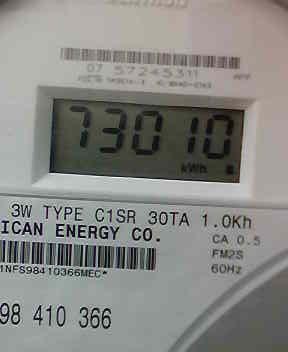 07 57245311 APP
73010
kWh
3W TYPE C1SR 30TA 1.0Kh
ICAN ENERGY CO. CA 0.5
FM2S
1NFS98410366MEC* 60Hz
98 410 366